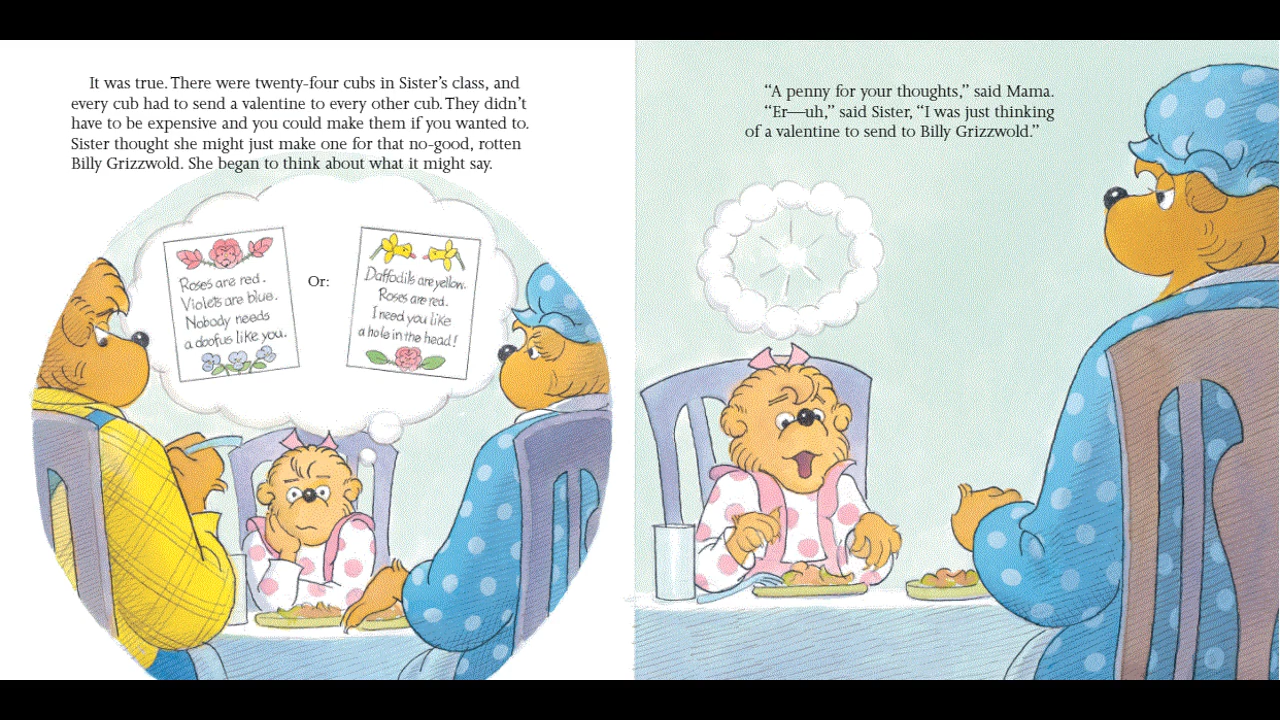 It was true. There were twenty-four cubs in Sister's class, and
every cub had to send a valentine to every other cub. They didn't
have to be expensive and you could make them if you wanted to.
Sister thought she might just make one for that no-good, rotten
Billy Grizzwold. She began to think about what it might say.
Roses are red.
Violets are blue.
Nobody needs
a doofus like you.
Or:
Daffodils are yellow.
Roses are red.
I need you like
a hole in the head!
“A penny for your thoughts,” said Mama.
“Er—uh,” said Sister, “I was just thinking
of a valentine to send to Billy Grizzwold.”